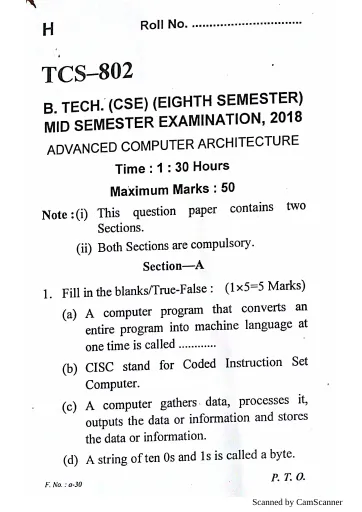 H
Roll No. ................................
TCS–802
B. TECH. (CSE) (EIGHTH SEMESTER)
MID SEMESTER EXAMINATION, 2018
ADVANCED COMPUTER ARCHITECTURE
Time : 1 : 30 Hours
Maximum Marks : 50
Note : (i) This question paper contains two
Sections.
(ii) Both Sections are compulsory.
Section—A
1. Fill in the blanks/True-False : (1×5=5 Marks)
(a) A computer program that converts an
entire program into machine language at
one time is called ............
(b) CISC stand for Coded Instruction Set
Computer.
(c) A computer gathers data, processes it,
outputs the data or information and stores
the data or information.
(d) A string of ten 0s and 1s is called a byte.
P. T. O.
F. No. : a-30
Scanned by CamScanner